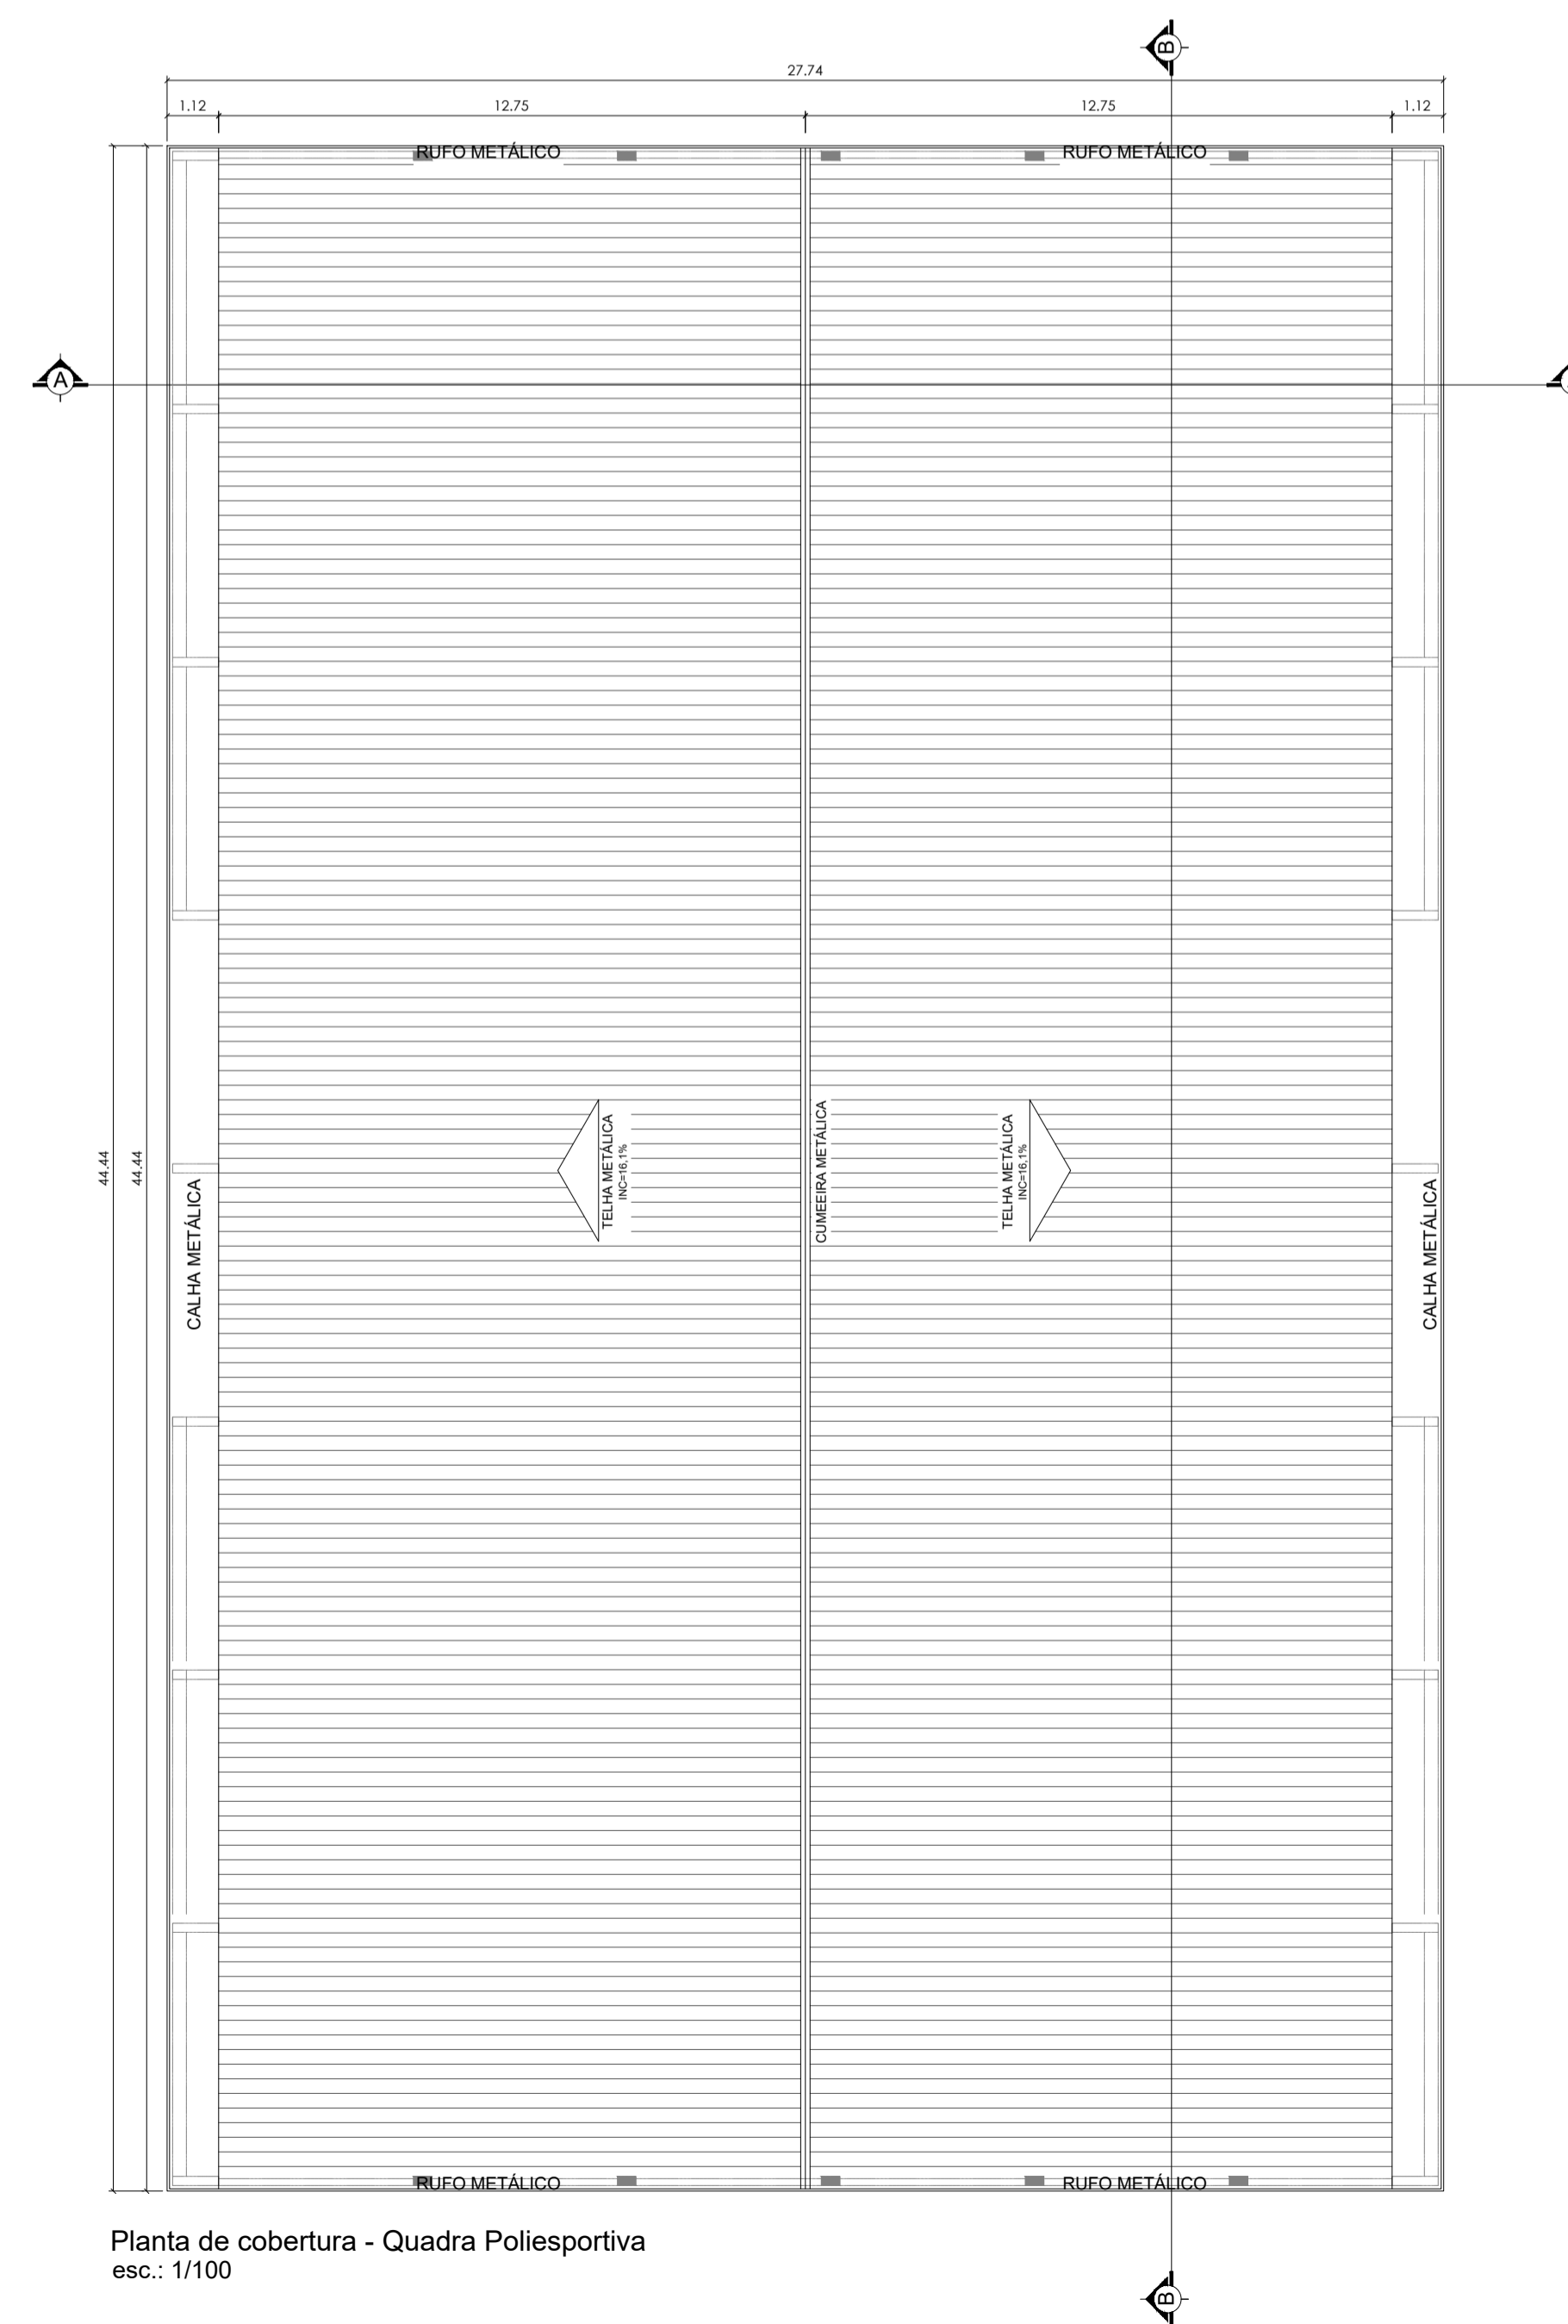 B
27.74
1.12
12.75
12.75
1.12
RUFO METÁLICO
RUFO METÁLICO
A
44.44
44.44
CALHA METÁLICA
TELHA METÁLICA
INC=16,1%
CUMEEIRA METÁLICA
TELHA METÁLICA
INC=16,1%
CALHA METÁLICA
RUFO METÁLICO
RUFO METÁLICO
Planta de cobertura - Quadra Poliesportiva
esc.: 1/100
B